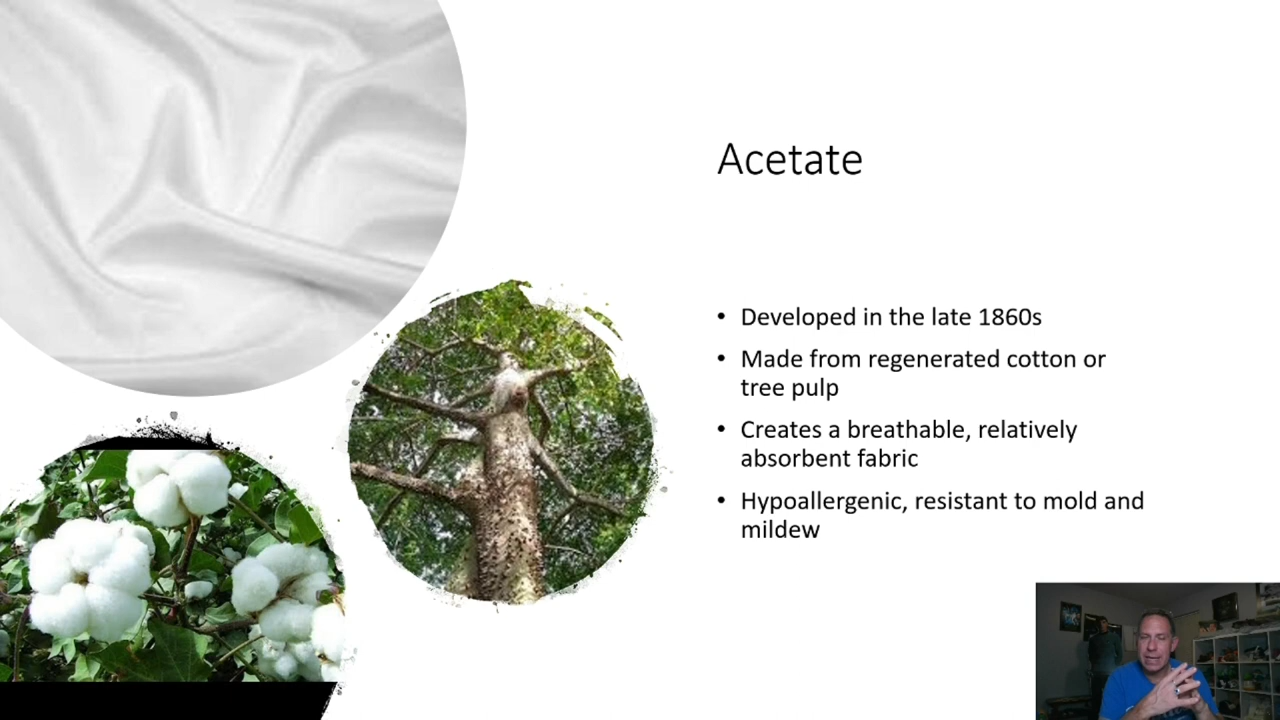 Acetate
• Developed in the late 1860s
• Made from regenerated cotton or
tree pulp
• Creates a breathable, relatively
absorbent fabric
• Hypoallergenic, resistant to mold and
mildew